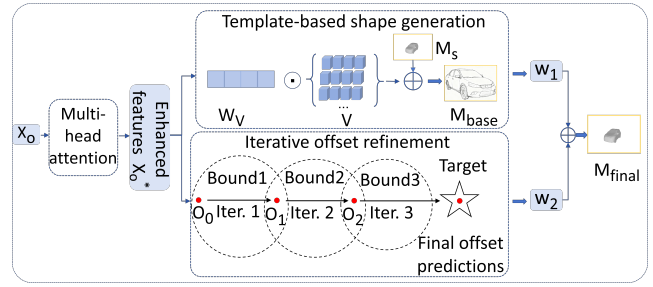 Template-based shape generation
M_s
W_V
V
...
M_base
W_1
X_o
Multi-
head
attention
Enhanced
features X_o*
Iterative offset refinement
Bound1 Bound2 Bound3
Target
O_0 Iter. 1 O_1 Iter. 2 O_2 Iter. 3
Final offset
predictions
W_2
M_final